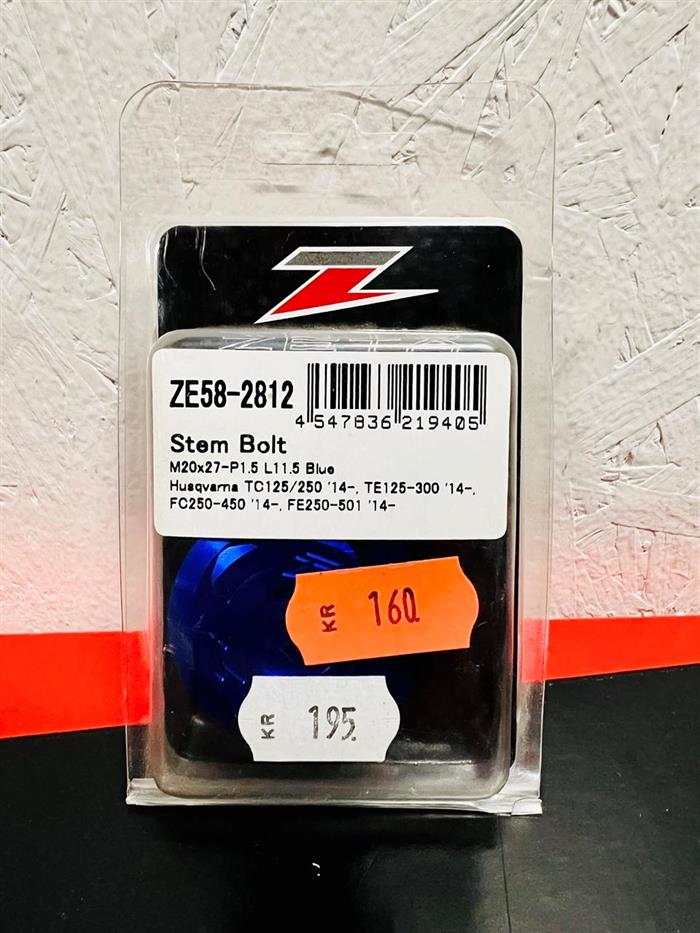 ZETA
ZE58-2812
4 547836 219405
Stem Bolt
M20x27-P1.5 L11.5 Blue
Husqvarna TC125/250 '14-, TE125-300 '14-,
FC250-450 '14-, FE250-501 '14-
KR 160.
KR 195.